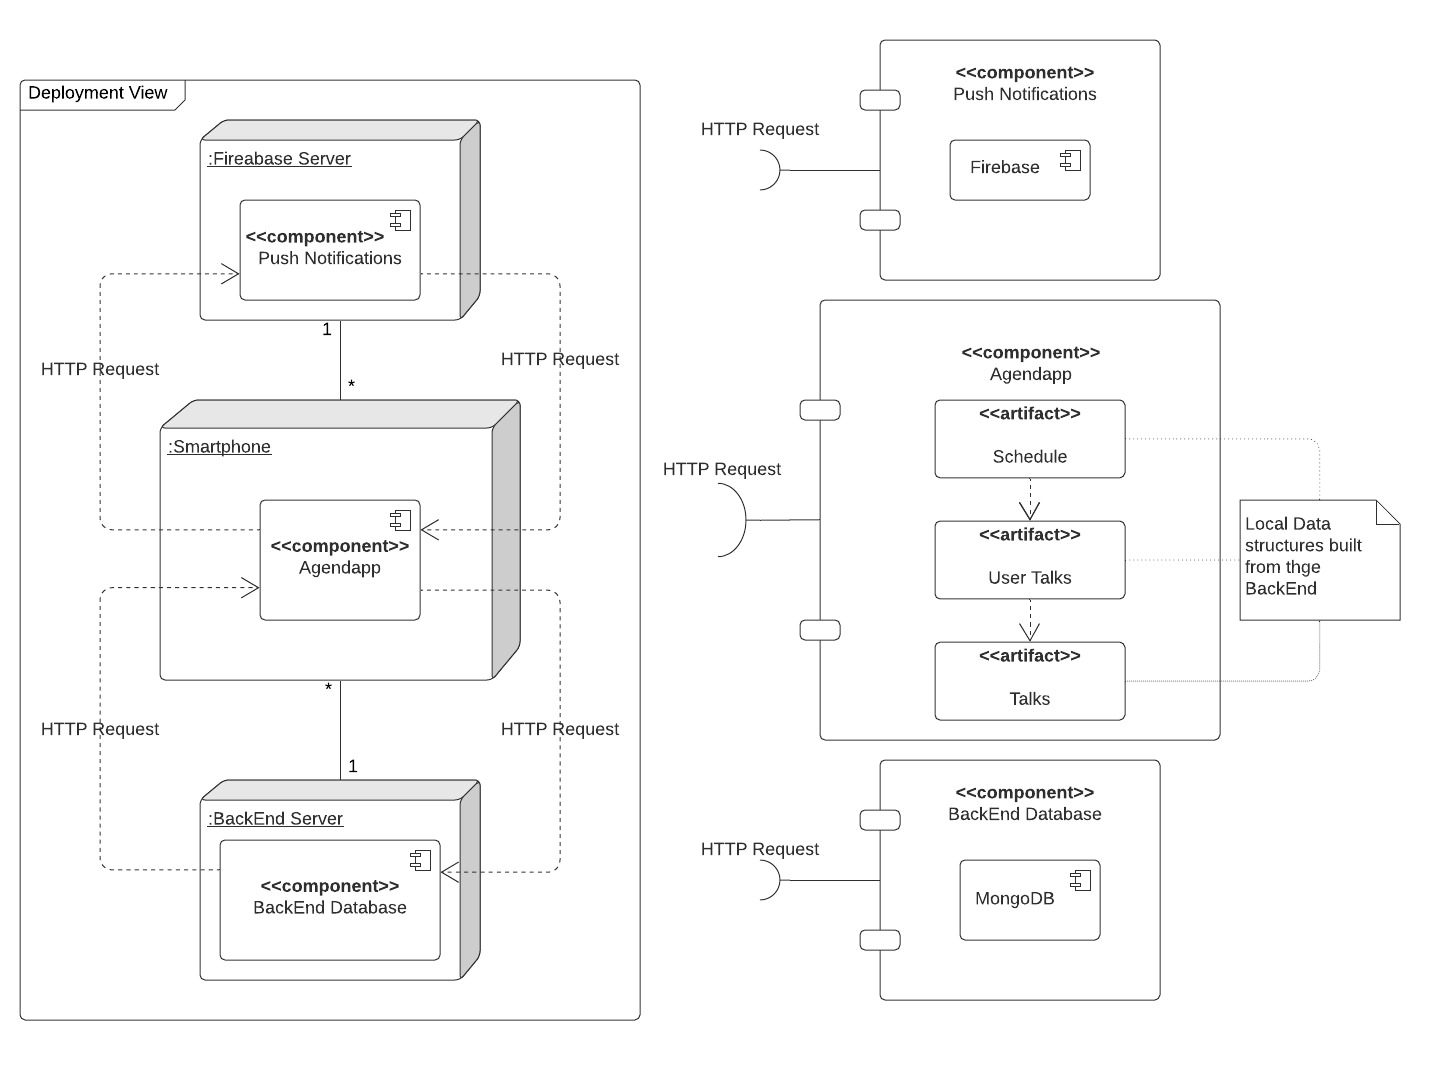 Deployment View
:Fireabase Server
<<component>>
Push Notifications
1
HTTP Request
HTTP Request
*
:Smartphone
<<component>>
Agendapp
*
HTTP Request
HTTP Request
1
:BackEnd Server
<<component>>
BackEnd Database
<<component>>
Push Notifications
HTTP Request
Firebase
<<component>>
Agendapp
<<artifact>>
Schedule
HTTP Request
<<artifact>>
User Talks
<<artifact>>
Talks
Local Data
structures built
from thge
BackEnd
<<component>>
BackEnd Database
HTTP Request
MongoDB